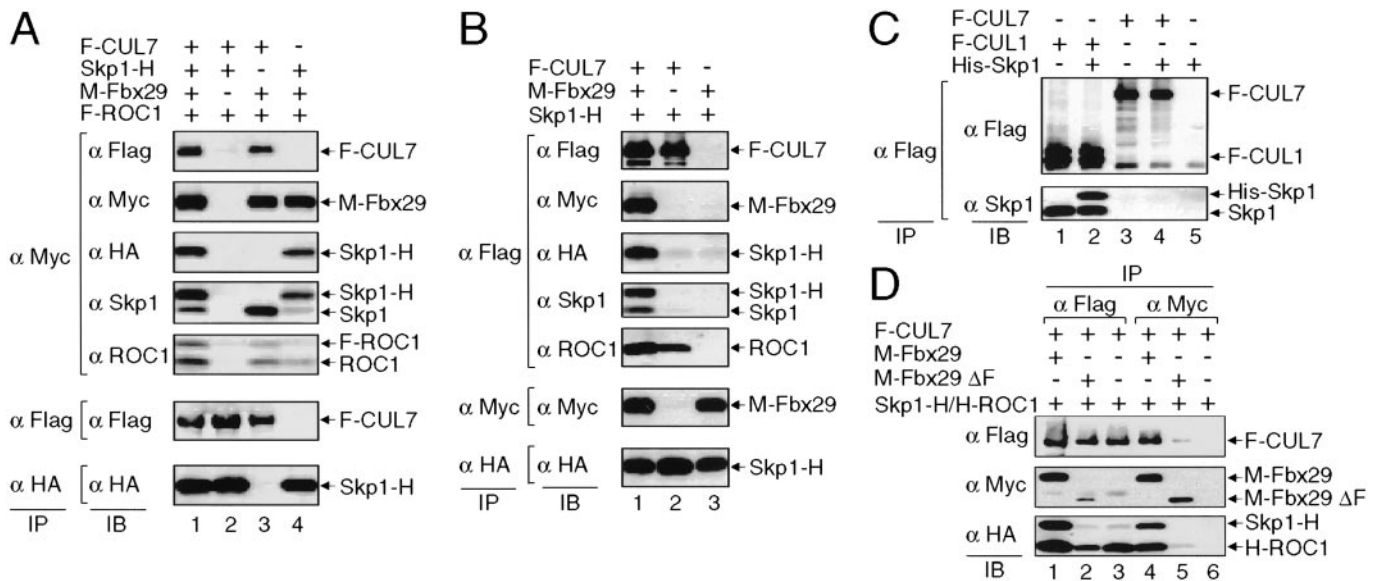 A
F-CUL7 + + + -
Skp1-H + + - +
M-Fbx29 + - + +
F-ROC1 + + + +
α Myc
α Flag F-CUL7
α Myc M-Fbx29
α HA Skp1-H
α Skp1 Skp1-H
Skp1
α ROC1 F-ROC1
ROC1
α Flag α Flag F-CUL7
α HA α HA Skp1-H
IP IB 1 2 3 4
B
F-CUL7 + + -
M-Fbx29 + - +
Skp1-H + + +
α Flag
α Flag F-CUL7
α Myc M-Fbx29
α HA Skp1-H
α Skp1 Skp1-H
Skp1
α ROC1 ROC1
α Myc α Myc M-Fbx29
α HA α HA Skp1-H
IP IB 1 2 3
C
F-CUL7 - - + + -
F-CUL1 + + - - -
His-Skp1 - + - + +
α Flag
α Flag F-CUL7
F-CUL1
α Skp1 His-Skp1
Skp1
IP IB 1 2 3 4 5
D
IP
α Flag α Myc
F-CUL7 + + + + + +
M-Fbx29 + - - + - -
M-Fbx29 ΔF - + - - + -
Skp1-H/H-ROC1 + + + + + +
α Flag F-CUL7
α Myc M-Fbx29
M-Fbx29 ΔF
α HA Skp1-H
H-ROC1
IB 1 2 3 4 5 6